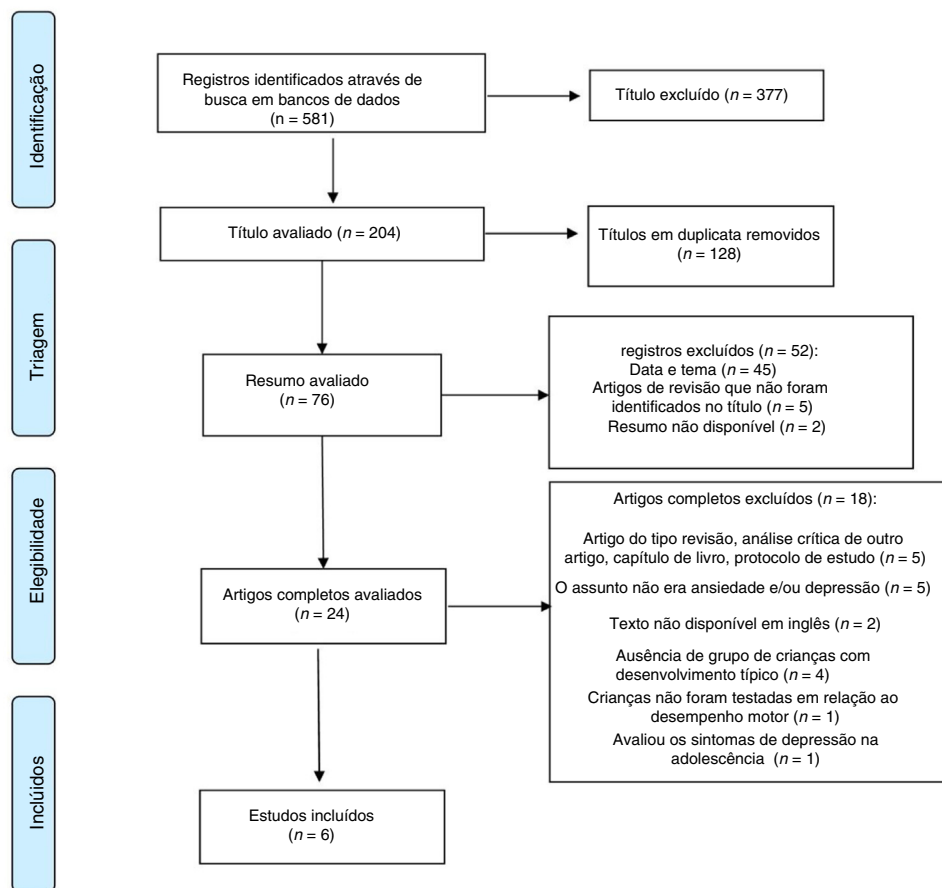 Identificação
Registros identificados através de
busca em bancos de dados
(n = 581)
Título excluído (n = 377)
Título avaliado (n = 204)
Títulos em duplicata removidos
(n = 128)
Triagem
Resumo avaliado
(n = 76)
registros excluídos (n = 52):
Data e tema (n = 45)
Artigos de revisão que não foram
identificados no título (n = 5)
Resumo não disponível (n = 2)
Elegibilidade
Artigos completos avaliados
(n = 24)
Artigos completos excluídos (n = 18):
Artigo do tipo revisão, análise crítica de outro
artigo, capítulo de livro, protocolo de estudo (n = 5)
O assunto não era ansiedade e/ou depressão (n = 5)
Texto não disponível em inglês (n = 2)
Ausência de grupo de crianças com
desenvolvimento típico (n = 4)
Crianças não foram testadas em relação ao
desempenho motor (n = 1)
Avaliou os sintomas de depressão na
adolescência (n = 1)
Inclúidos
Estudos incluídos
(n = 6)